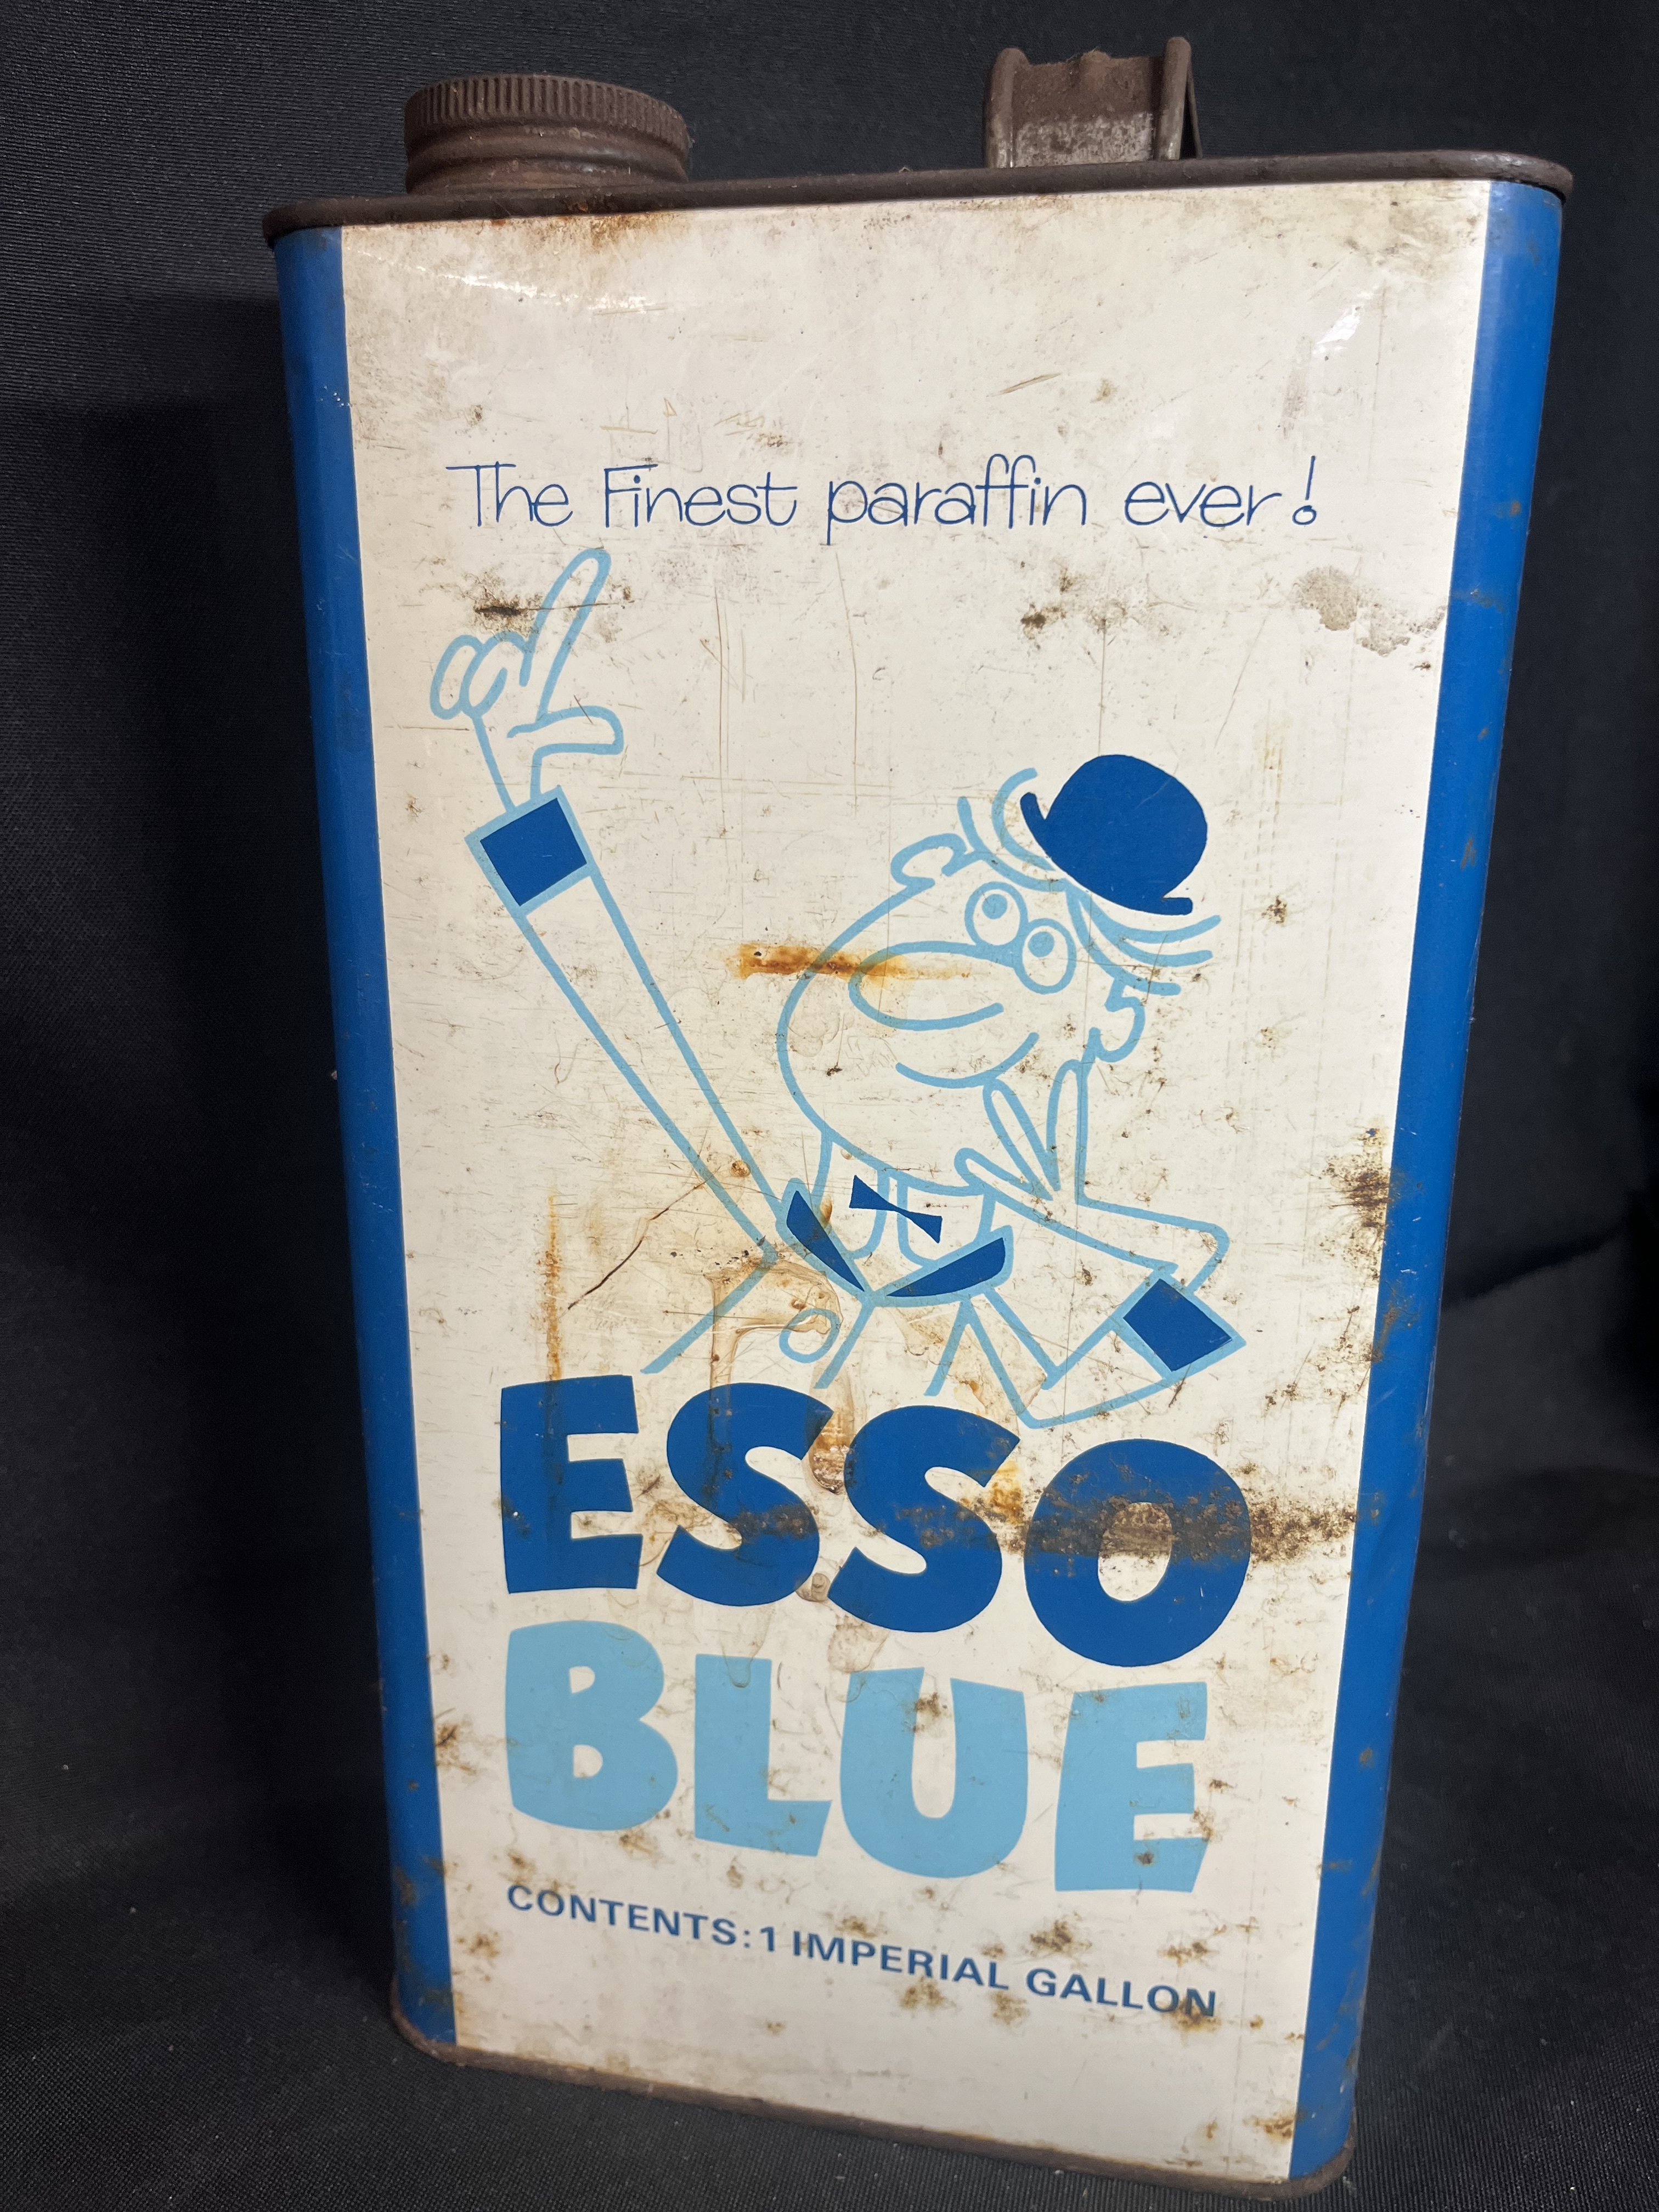 The Finest paraffin ever!
ESSO
BLUE
CONTENTS: 1 IMPERIAL GALLON